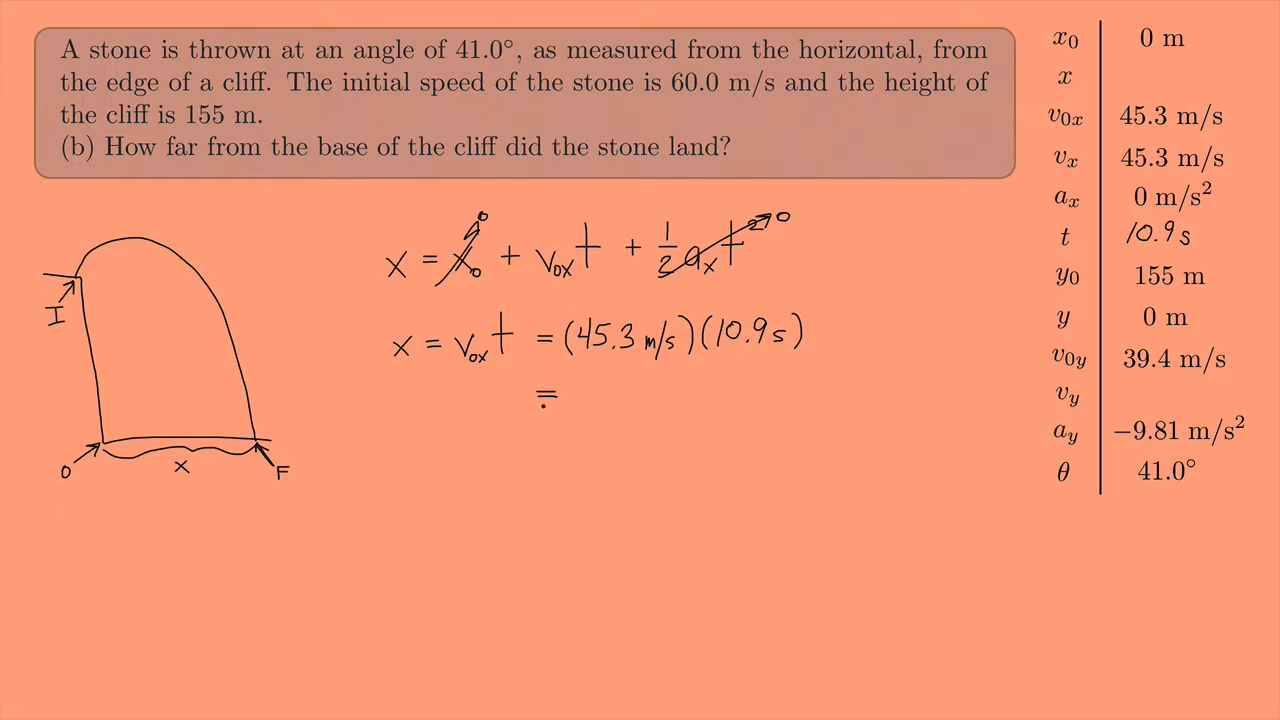 A stone is thrown at an angle of 41.0°, as measured from the horizontal, from
the edge of a cliff. The initial speed of the stone is 60.0 m/s and the height of
the cliff is 155 m.
(b) How far from the base of the cliff did the stone land?
x₀ 0 m
x
v₀ₓ 45.3 m/s
vₓ 45.3 m/s
aₓ 0 m/s²
t 10.9 s
y₀ 155 m
y 0 m
v₀y 39.4 m/s
vy
ay −9.81 m/s²
θ 41.0°
x = x₀ 0 + v₀ₓt + ½aₓt² 0
x = v₀ₓt = (45.3 m/s)(10.9 s)
=
I
O
x
F